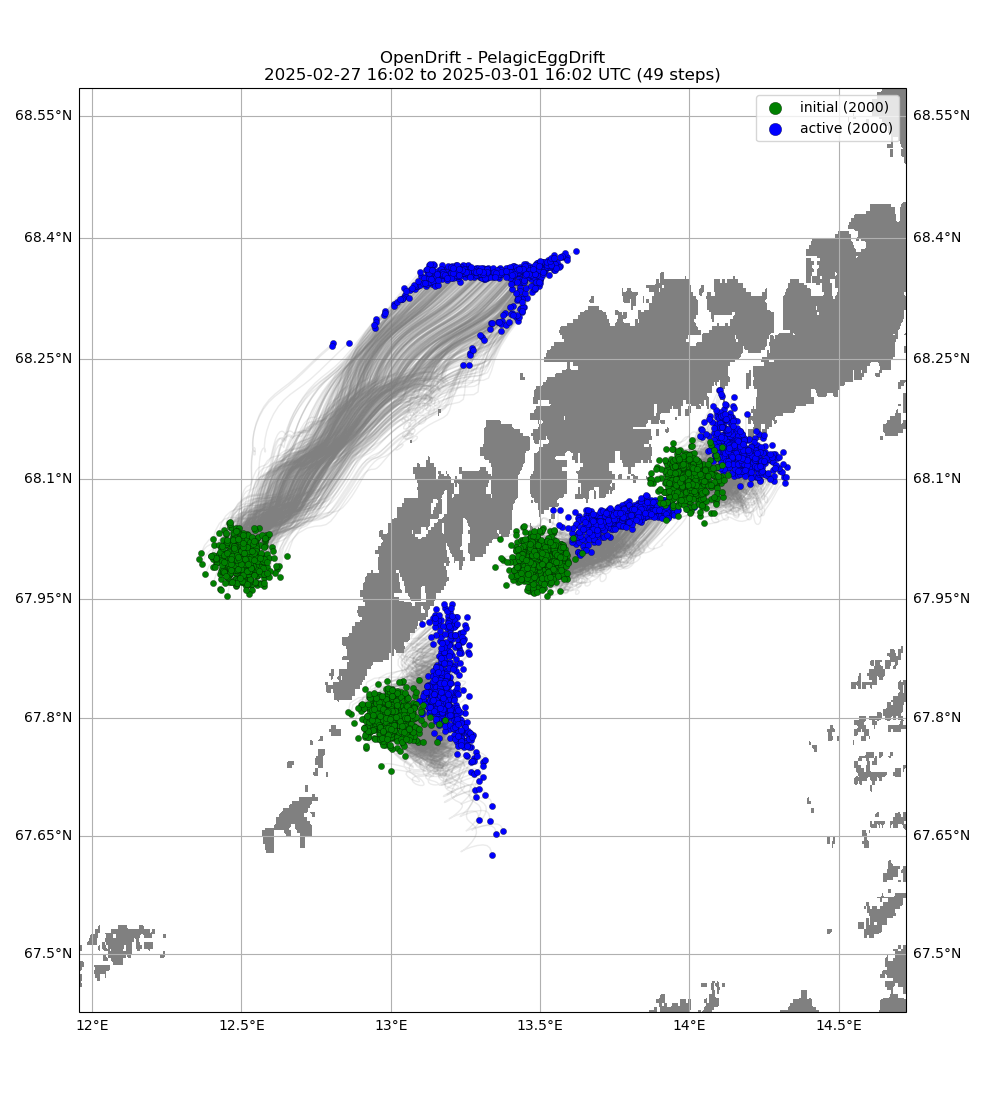 OpenDrift - PelagicEggDrift
2025-02-27 16:02 to 2025-03-01 16:02 UTC (49 steps)
initial (2000)
active (2000)
68.55°N
68.55°N
68.4°N
68.4°N
68.25°N
68.25°N
68.1°N
68.1°N
67.95°N
67.95°N
67.8°N
67.8°N
67.65°N
67.65°N
67.5°N
67.5°N
12°E
12.5°E
13°E
13.5°E
14°E
14.5°E